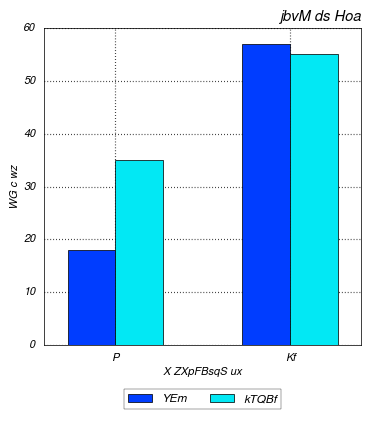 jbvM ds Hoa
60
50
40
30
20
10
0
WG c wz
P Kf
X ZXpFBsqS ux
YEm kTQBf